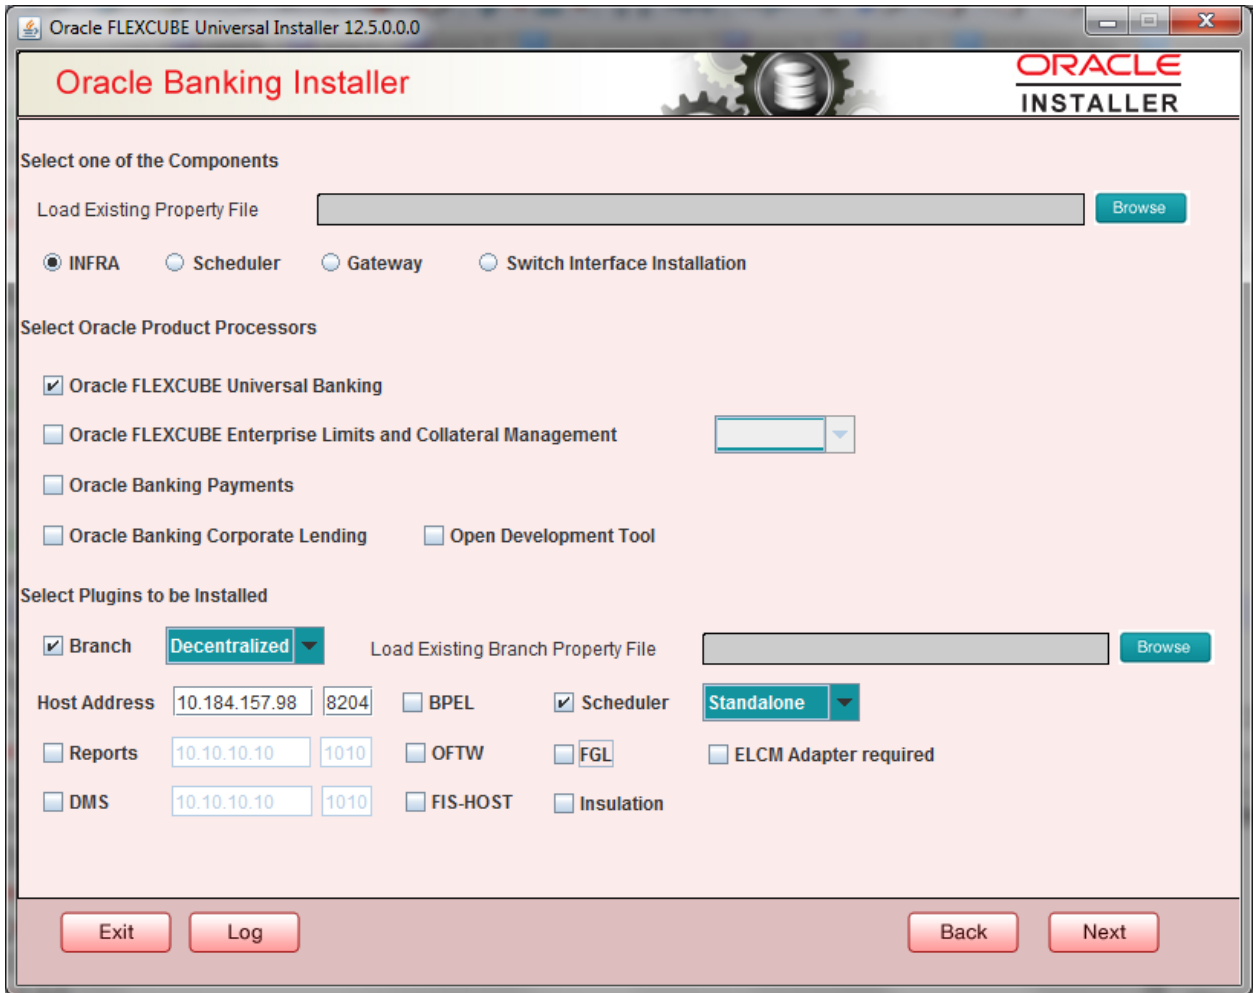 Oracle FLEXCUBE Universal Installer 12.5.0.0.0
Oracle Banking Installer
ORACLE
INSTALLER
Select one of the Components
Load Existing Property File Browse
INFRA Scheduler Gateway Switch Interface Installation
Select Oracle Product Processors
Oracle FLEXCUBE Universal Banking
Oracle FLEXCUBE Enterprise Limits and Collateral Management
Oracle Banking Payments
Oracle Banking Corporate Lending Open Development Tool
Select Plugins to be Installed
Branch Decentralized Load Existing Branch Property File Browse
Host Address 10.184.157.98 8204 BPEL Scheduler Standalone
Reports 10.10.10.10 1010 OFTW FGL ELCM Adapter required
DMS 10.10.10.10 1010 FIS-HOST Insulation
Exit Log Back Next